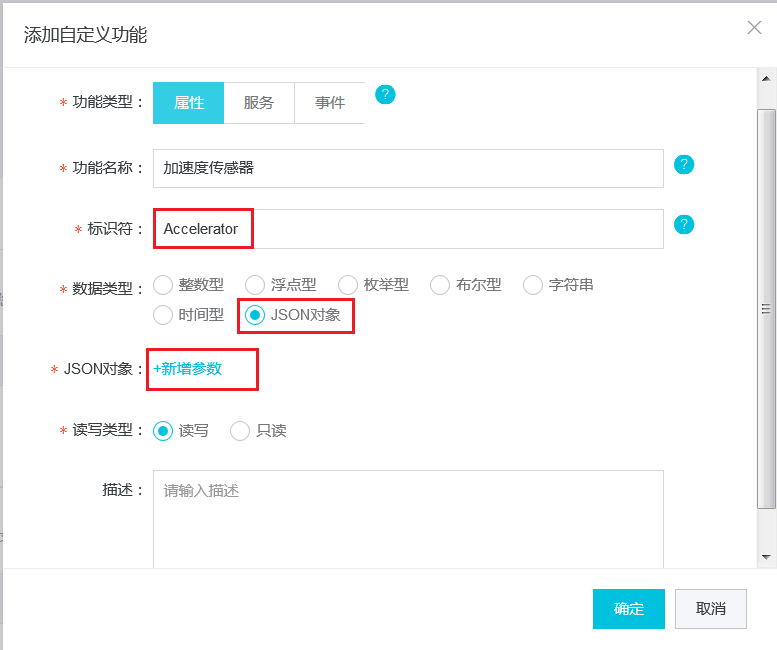 添加自定义功能
* 功能类型： 属性 服务 事件 ?
* 功能名称： 加速度传感器 ?
* 标识符： Accelerator ?
* 数据类型： 整数型 浮点型 枚举型 布尔型 字符串
时间型 JSON对象
* JSON对象： +新增参数
* 读写类型： 读写 只读
描述： 请输入描述
确定 取消